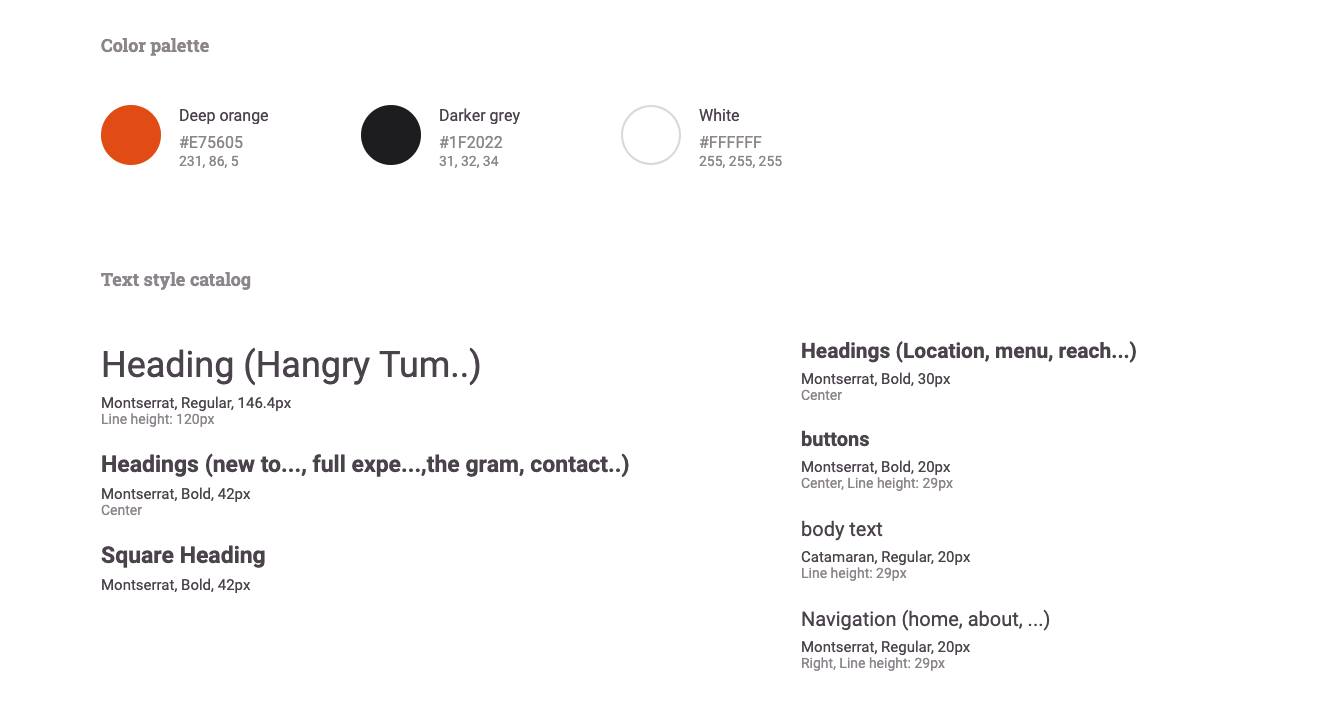 Color palette
Deep orange
#E75605
231, 86, 5
Darker grey
#1F2022
31, 32, 34
White
#FFFFFF
255, 255, 255
Text style catalog
Heading (Hangry Tum..)
Montserrat, Regular, 146.4px
Line height: 120px
Headings (new to..., full expe...,the gram, contact..)
Montserrat, Bold, 42px
Center
Square Heading
Montserrat, Bold, 42px
Headings (Location, menu, reach...)
Montserrat, Bold, 30px
Center
buttons
Montserrat, Bold, 20px
Center, Line height: 29px
body text
Catamaran, Regular, 20px
Line height: 29px
Navigation (home, about, ...)
Montserrat, Regular, 20px
Right, Line height: 29px